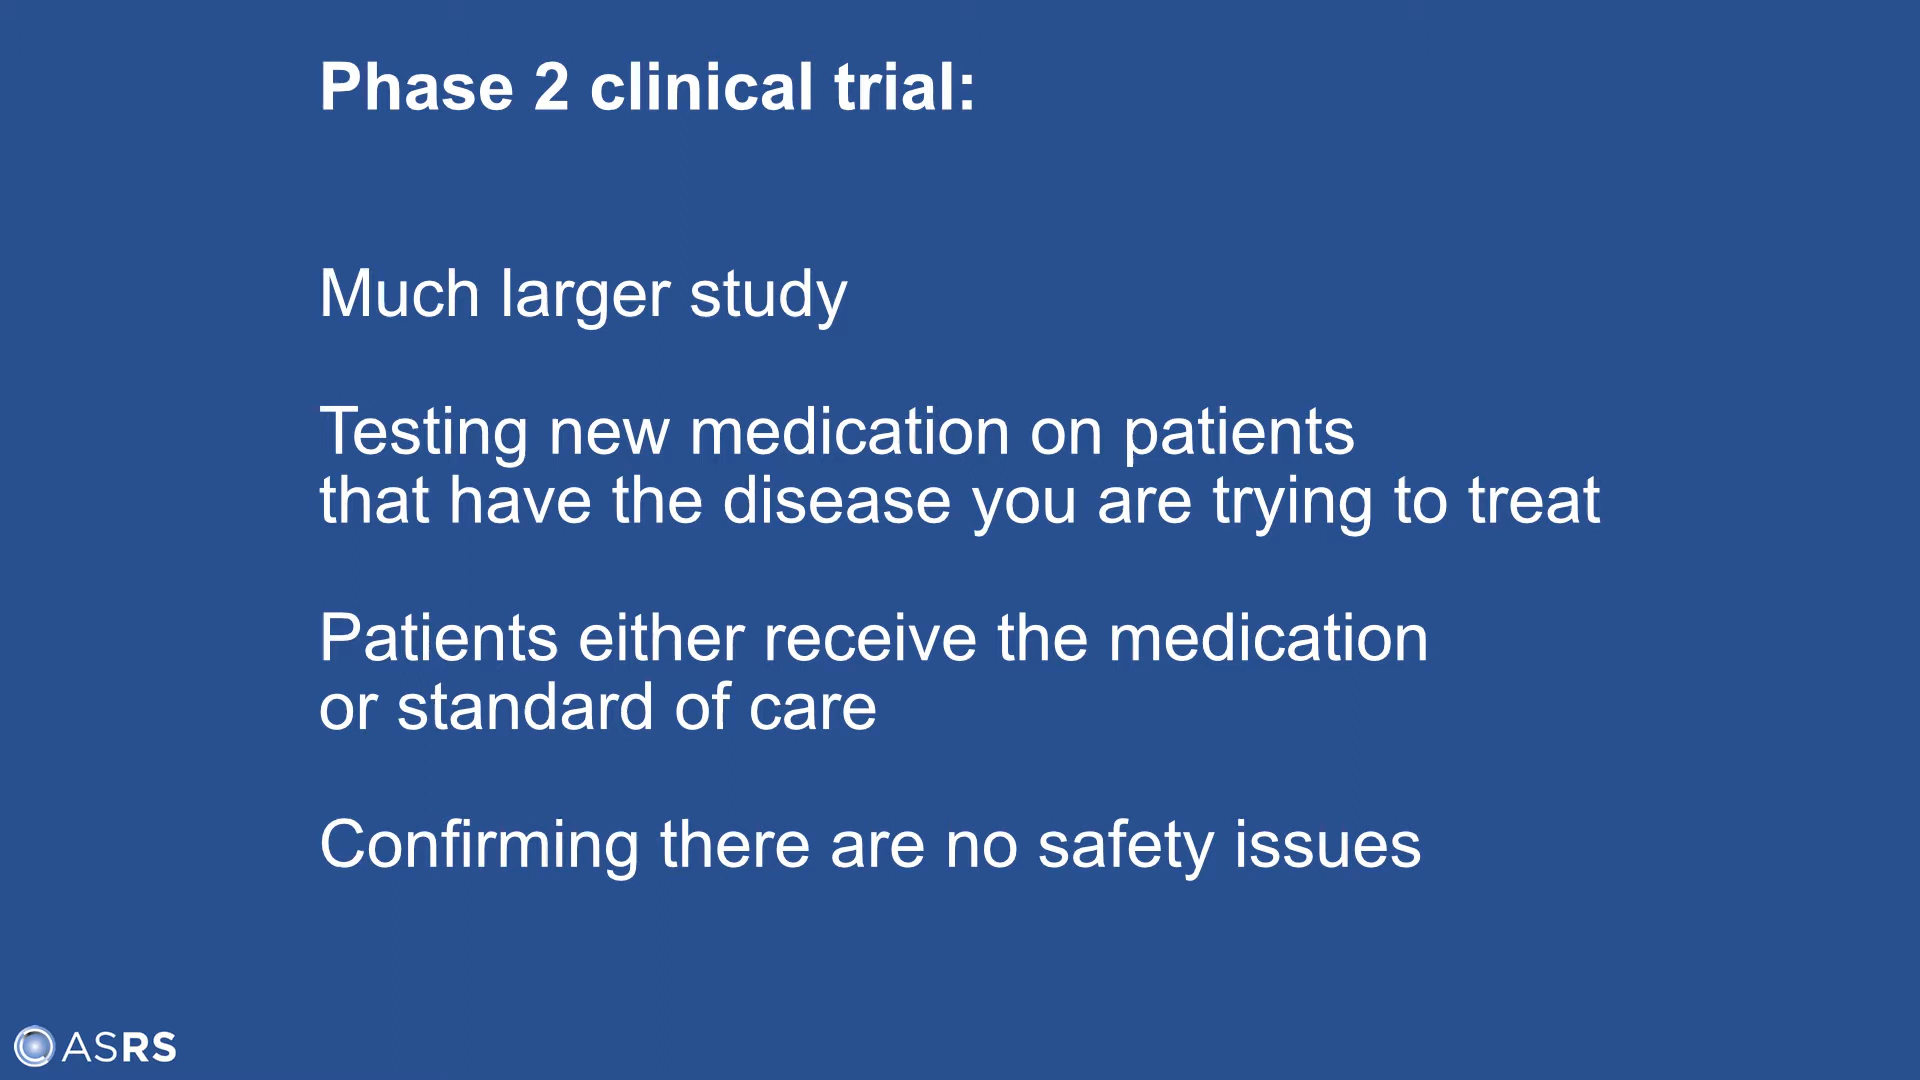 Phase 2 clinical trial:
Much larger study
Testing new medication on patients
that have the disease you are trying to treat
Patients either receive the medication
or standard of care
Confirming there are no safety issues
ASRS